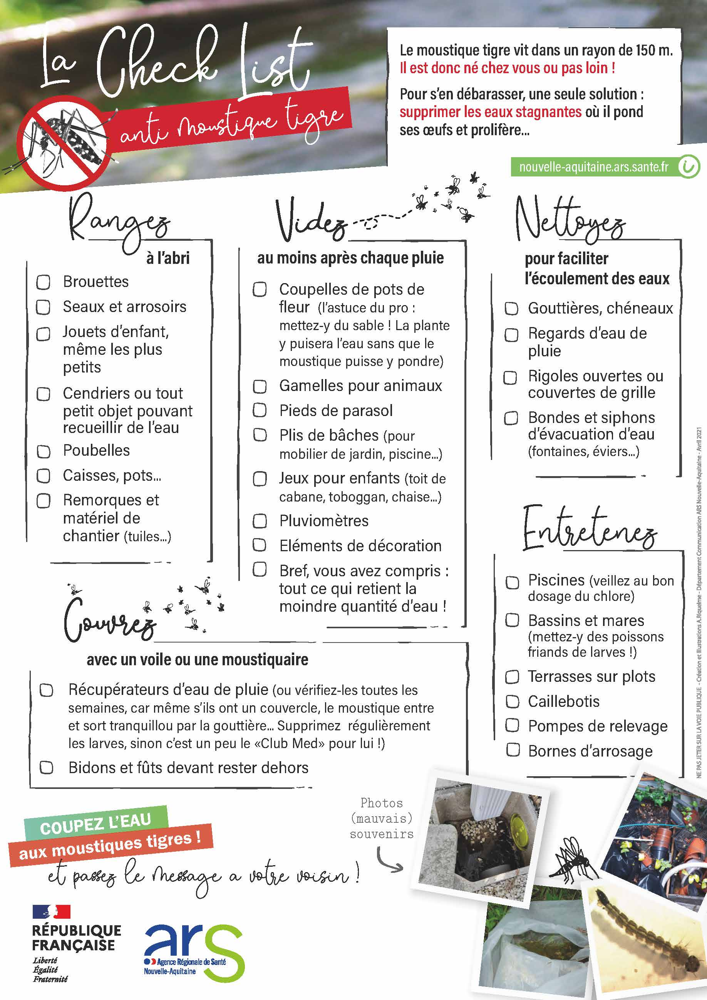 La Check List
anti moustique tigre
Le moustique tigre vit dans un rayon de 150 m.
Il est donc né chez vous ou pas loin !
Pour s'en débarasser, une seule solution :
supprimer les eaux stagnantes où il pond
ses œufs et prolifère...
nouvelle-aquitaine.ars.sante.fr
Rangez
à l'abri
Brouettes
Seaux et arrosoirs
Jouets d'enfant,
même les plus
petits
Cendriers ou tout
petit objet pouvant
recueillir de l'eau
Poubelles
Caisses, pots...
Remorques et
matériel de
chantier (tuiles...)
Videz
au moins après chaque pluie
Coupelles de pots de
fleur (l'astuce du pro :
mettez-y du sable ! La plante
y puisera l'eau sans que le
moustique puisse y pondre)
Gamelles pour animaux
Pieds de parasol
Plis de bâches (pour
mobilier de jardin, piscine...)
Jeux pour enfants (toit de
cabane, toboggan, chaise...)
Pluviomètres
Eléments de décoration
Bref, vous avez compris :
tout ce qui retient la
moindre quantité d'eau !
Nettoyez
pour faciliter
l'écoulement des eaux
Gouttières, chéneaux
Regards d'eau de
pluie
Rigoles ouvertes ou
couvertes de grille
Bondes et siphons
d'évacuation d'eau
(fontaines, éviers...)
Entretenez
Piscines (veillez au bon
dosage du chlore)
Bassins et mares
(mettez-y des poissons
friands de larves !)
Terrasses sur plots
Caillebotis
Pompes de relevage
Bornes d'arrosage
Couvrez
avec un voile ou une moustiquaire
Récupérateurs d'eau de pluie (ou vérifiez-les toutes les
semaines, car même s'ils ont un couvercle, le moustique entre
et sort tranquillou par la gouttière... Supprimez régulièrement
les larves, sinon c'est un peu le «Club Med» pour lui !)
Bidons et fûts devant rester dehors
COUPEZ L'EAU
aux moustiques tigres !
et passez le message a votre voisin !
Photos
(mauvais)
souvenirs
RÉPUBLIQUE
FRANÇAISE
Liberté
Égalité
Fraternité
ars
Agence Régionale de Santé
Nouvelle-Aquitaine
NE PAS JETER SUR LA VOIE PUBLIQUE - Création et Illustrations A.Riquelme - Département Communication ARS Nouvelle-Aquitaine - Avril 2021